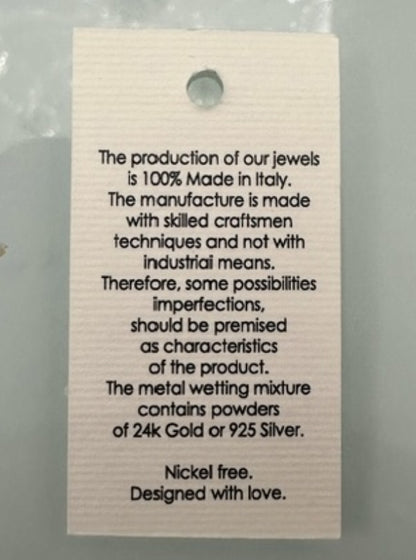 The production of our jewels
is 100% Made in Italy.
The manufacture is made
with skilled craftsmen
techniques and not with
industrial means.
Therefore, some possibilities
imperfections,
should be premised
as characteristics
of the product.
The metal wetting mixture
contains powders
of 24k Gold or 925 Silver.
Nickel free.
Designed with love.